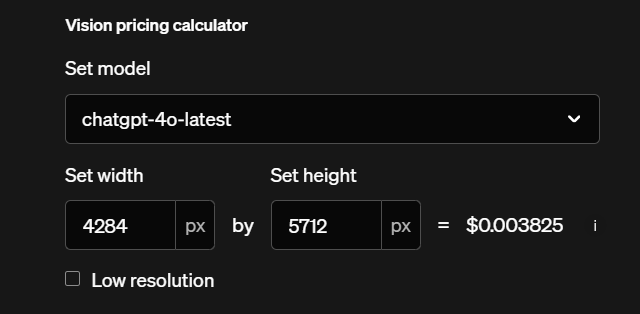 Vision pricing calculator
Set model
chatgpt-4o-latest
Set width Set height
4284 px by 5712 px = $0.003825 i
Low resolution